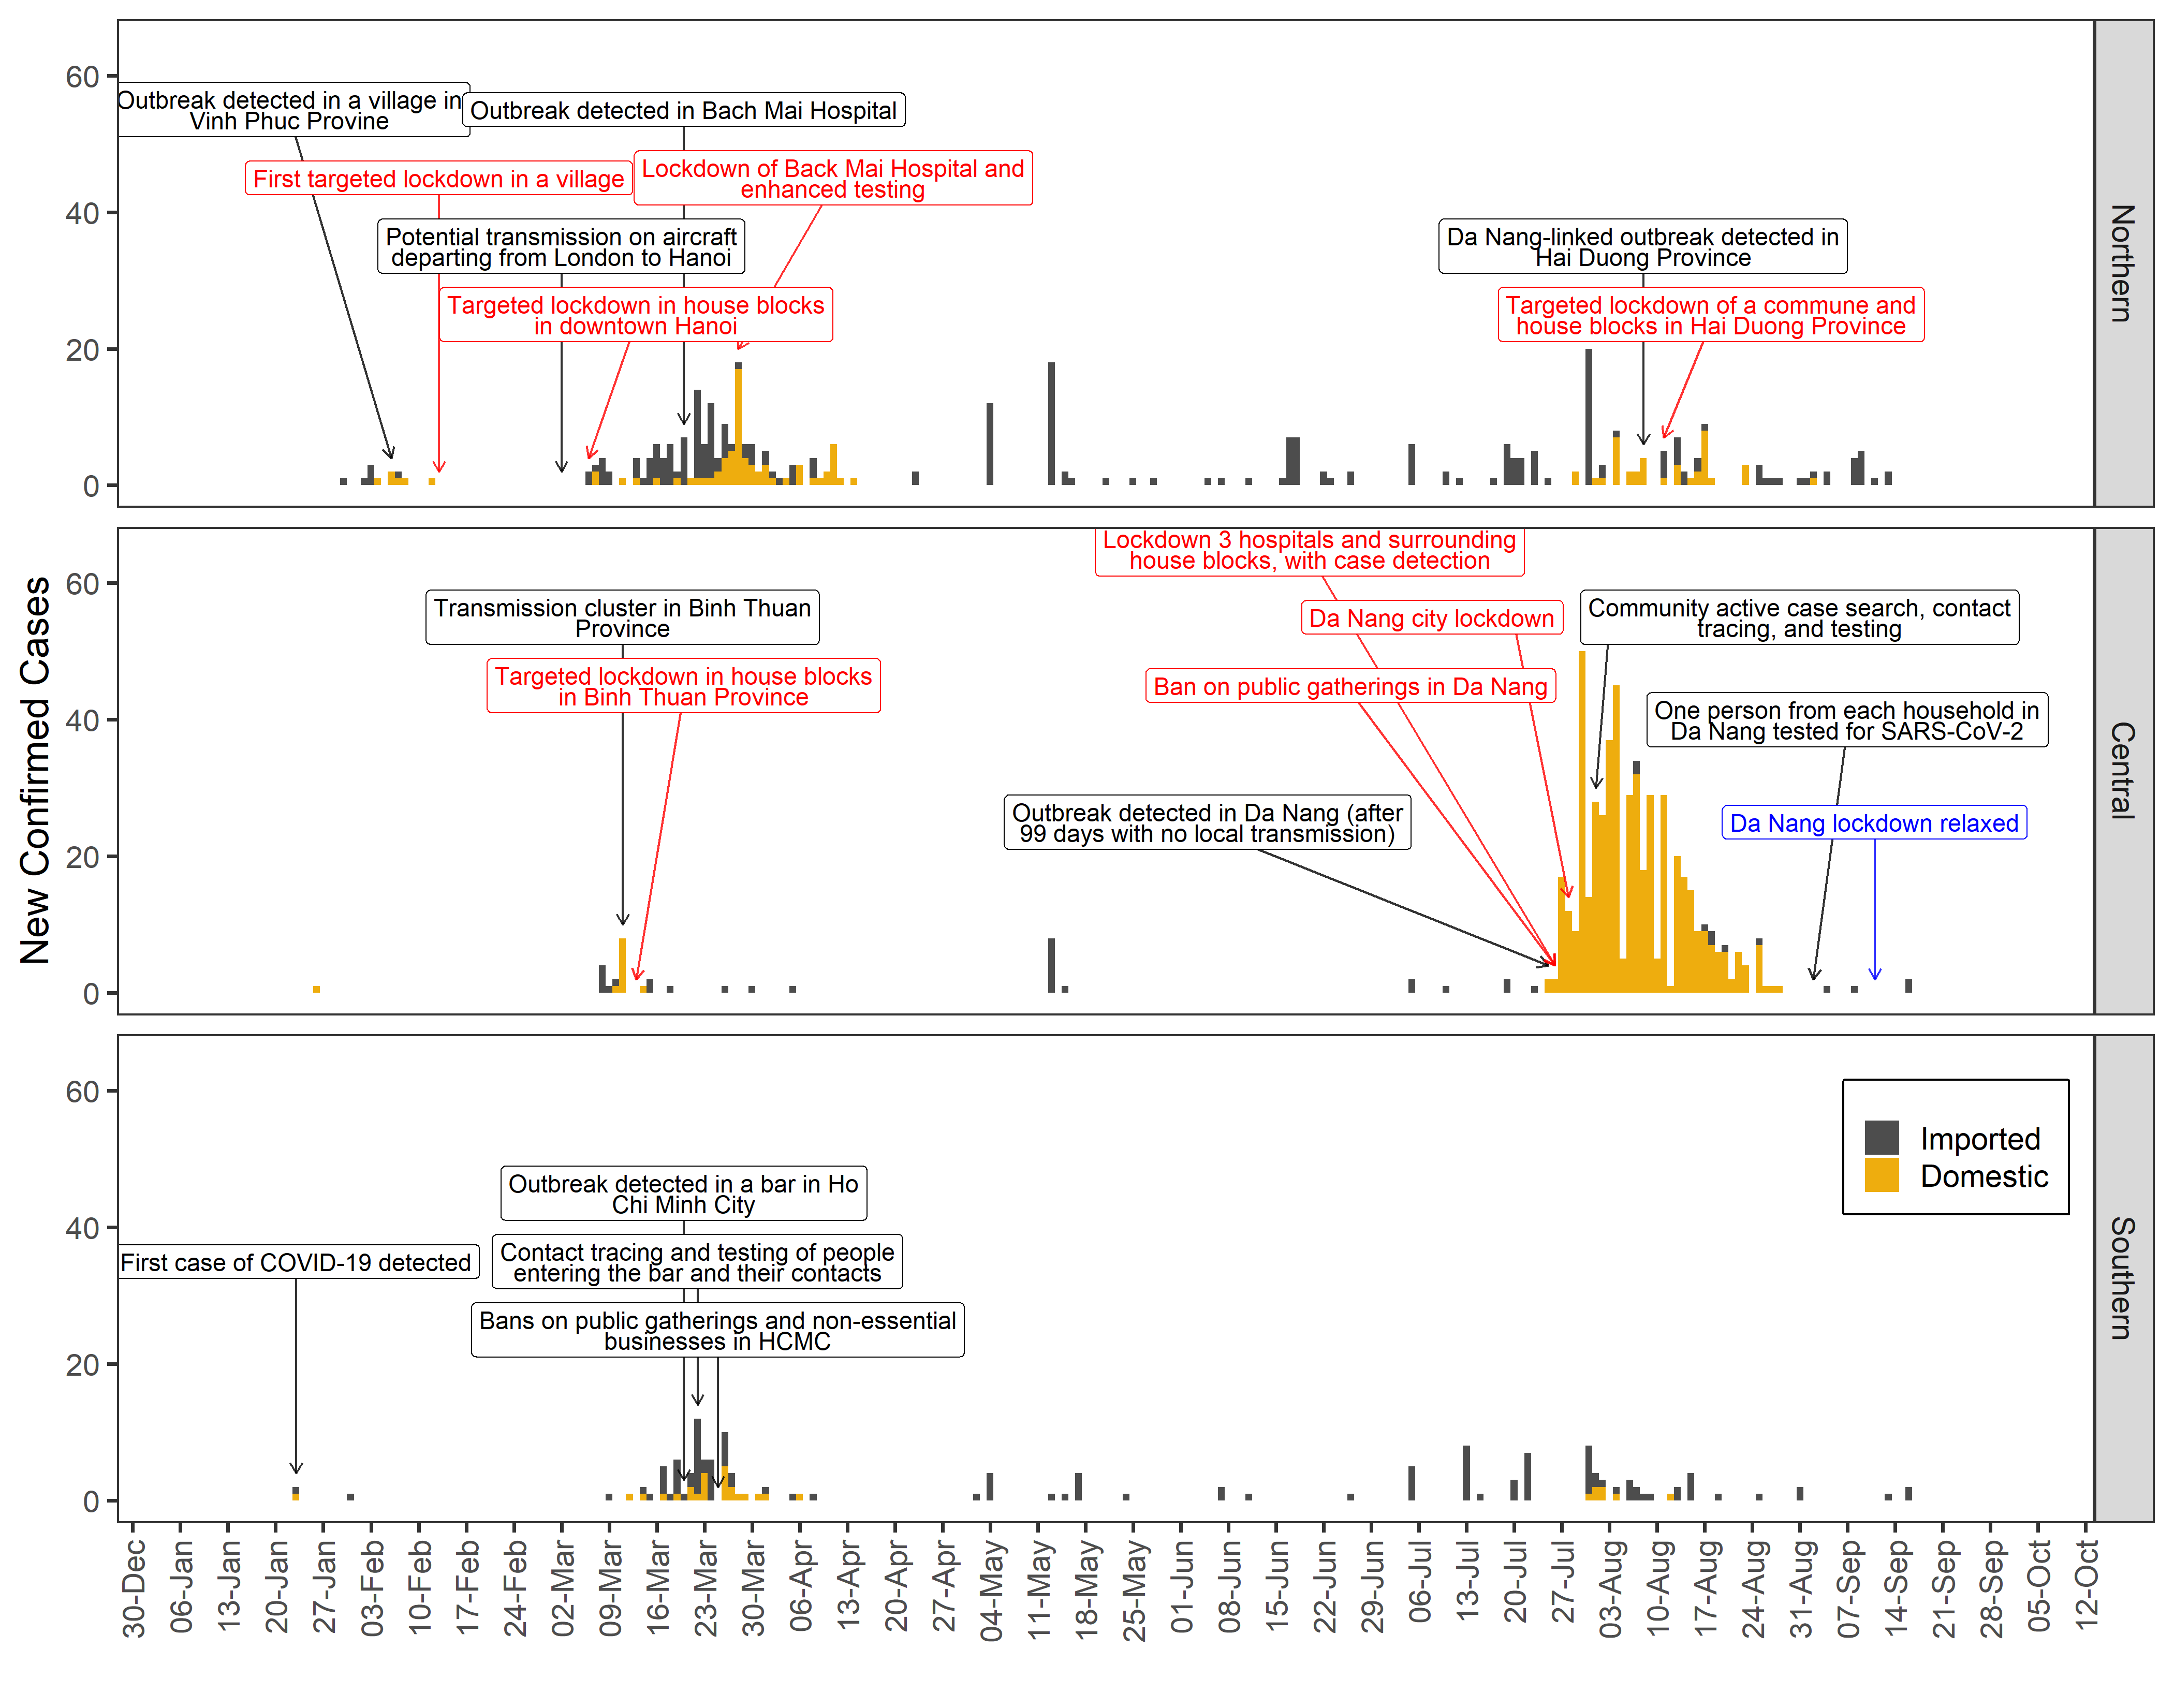 60
40
20
0
Outbreak detected in a village in
Vinh Phuc Provine
Outbreak detected in Bach Mai Hospital
First targeted lockdown in a village
Lockdown of Back Mai Hospital and
enhanced testing
Potential transmission on aircraft
departing from London to Hanoi
Targeted lockdown in house blocks
in downtown Hanoi
Da Nang-linked outbreak detected in
Hai Duong Province
Targeted lockdown of a commune and
house blocks in Hai Duong Province
Northern
New Confirmed Cases
60
40
20
0
Transmission cluster in Binh Thuan
Province
Targeted lockdown in house blocks
in Binh Thuan Province
Lockdown 3 hospitals and surrounding
house blocks, with case detection
Da Nang city lockdown
Ban on public gatherings in Da Nang
Outbreak detected in Da Nang (after
99 days with no local transmission)
Community active case search, contact
tracing, and testing
One person from each household in
Da Nang tested for SARS-CoV-2
Da Nang lockdown relaxed
Central
60
40
20
0
First case of COVID-19 detected
Outbreak detected in a bar in Ho
Chi Minh City
Contact tracing and testing of people
entering the bar and their contacts
Bans on public gatherings and non-essential
businesses in HCMC
Imported
Domestic
Southern
30-Dec
06-Jan
13-Jan
20-Jan
27-Jan
03-Feb
10-Feb
17-Feb
24-Feb
02-Mar
09-Mar
16-Mar
23-Mar
30-Mar
06-Apr
13-Apr
20-Apr
27-Apr
04-May
11-May
18-May
25-May
01-Jun
08-Jun
15-Jun
22-Jun
29-Jun
06-Jul
13-Jul
20-Jul
27-Jul
03-Aug
10-Aug
17-Aug
24-Aug
31-Aug
07-Sep
14-Sep
21-Sep
28-Sep
05-Oct
12-Oct